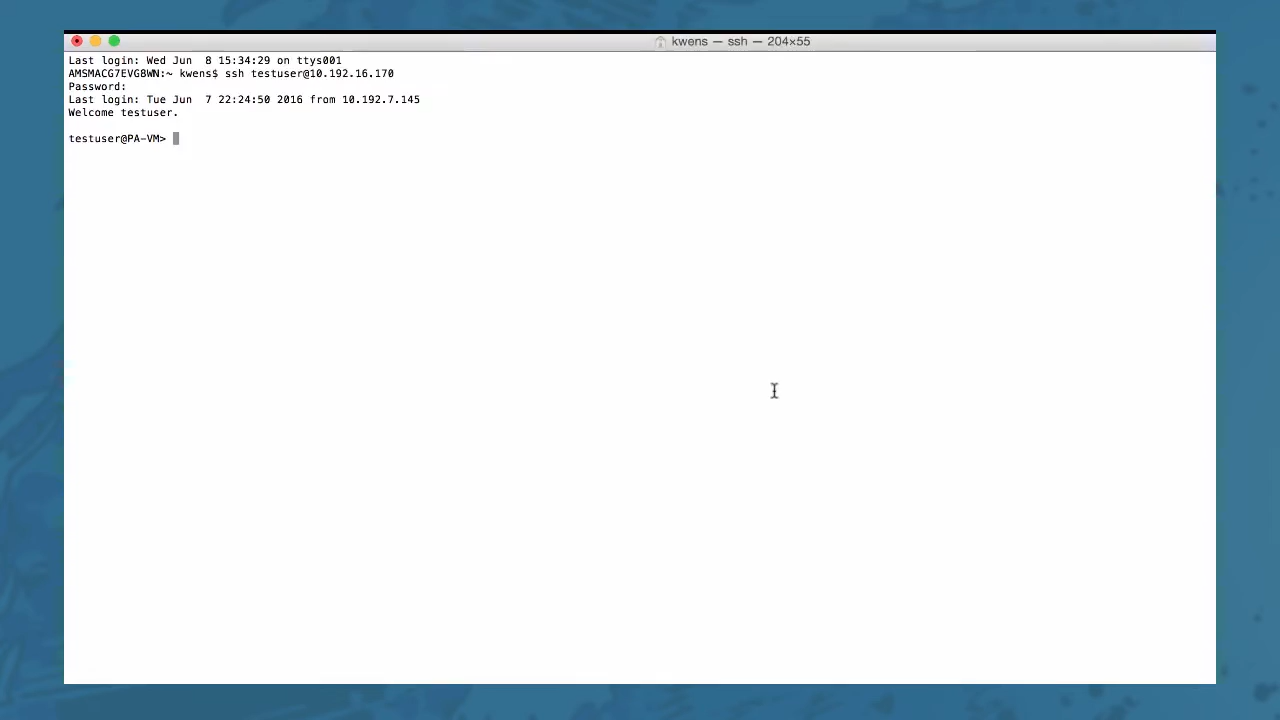 kwens — ssh — 204×55
Last login: Wed Jun  8 15:34:29 on ttys001
AMSMACG7EVG8WN:~ kwens$ ssh testuser@10.192.16.170
Password:
Last login: Tue Jun  7 22:24:50 2016 from 10.192.7.145
Welcome testuser.
testuser@PA-VM>